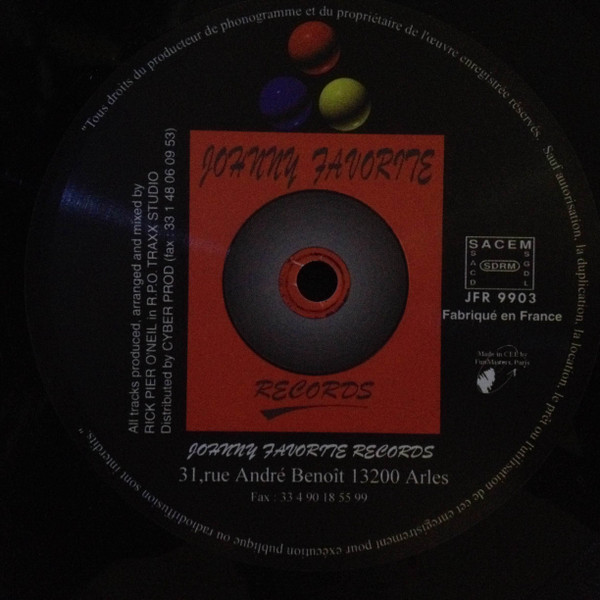 "Tous droits du producteur de phonogramme et du propriétaire de l'œuvre enregistrée réservés. Sauf autorisation, la duplication, la location, le prêt ou l'utilisation de cet enregistrement pour exécution publique ou radiodiffusion sont interdits."
JOHNNY FAVORITE
RECORDS
All tracks produced, arranged and mixed by
RICK PIER O'NEIL in R.P.O. TRAXX STUDIO
Distributed by CYBER PROD (fax : 33 1 48 06 09 53)
SACEM
SACD
SDRM
SGDL
JFR 9903
Fabriqué en France
Made in CEE by
JOHNNY FAVORITE RECORDS
31,rue André Benoît 13200 Arles
Fax : 33 4 90 18 55 99